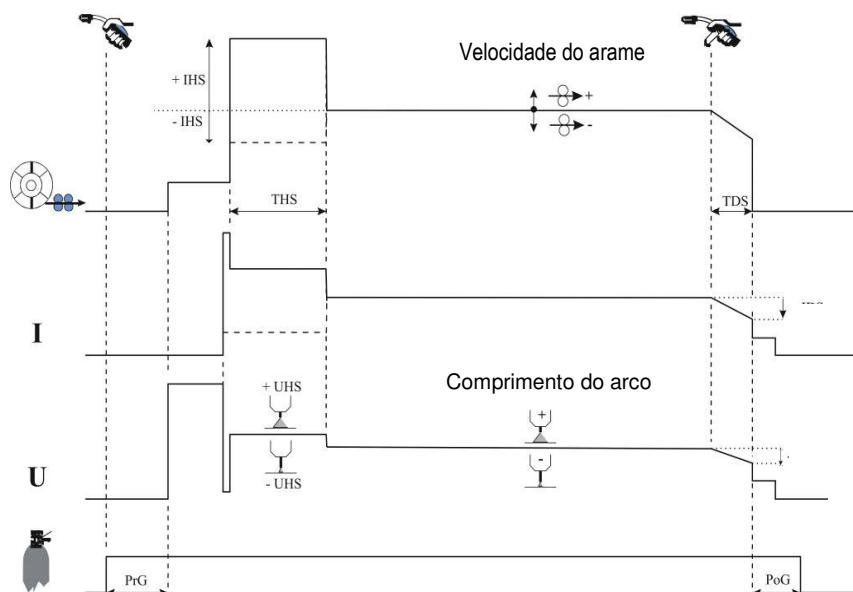 Velocidade do arame
+ IHS
+
- IHS
-
THS
TDS
I
Comprimento do arco
+ UHS
+
-
U
- UHS
PrG
PoG